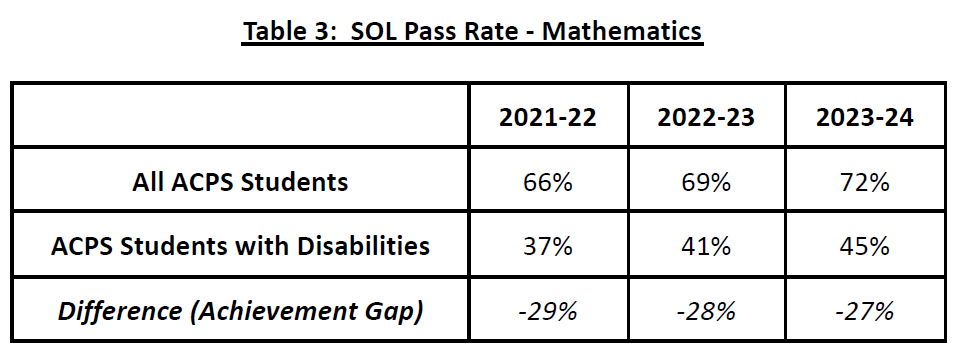 Table 3:  SOL Pass Rate - Mathematics
2021-22 2022-23 2023-24
All ACPS Students 66% 69% 72%
ACPS Students with Disabilities 37% 41% 45%
Difference (Achievement Gap) -29% -28% -27%